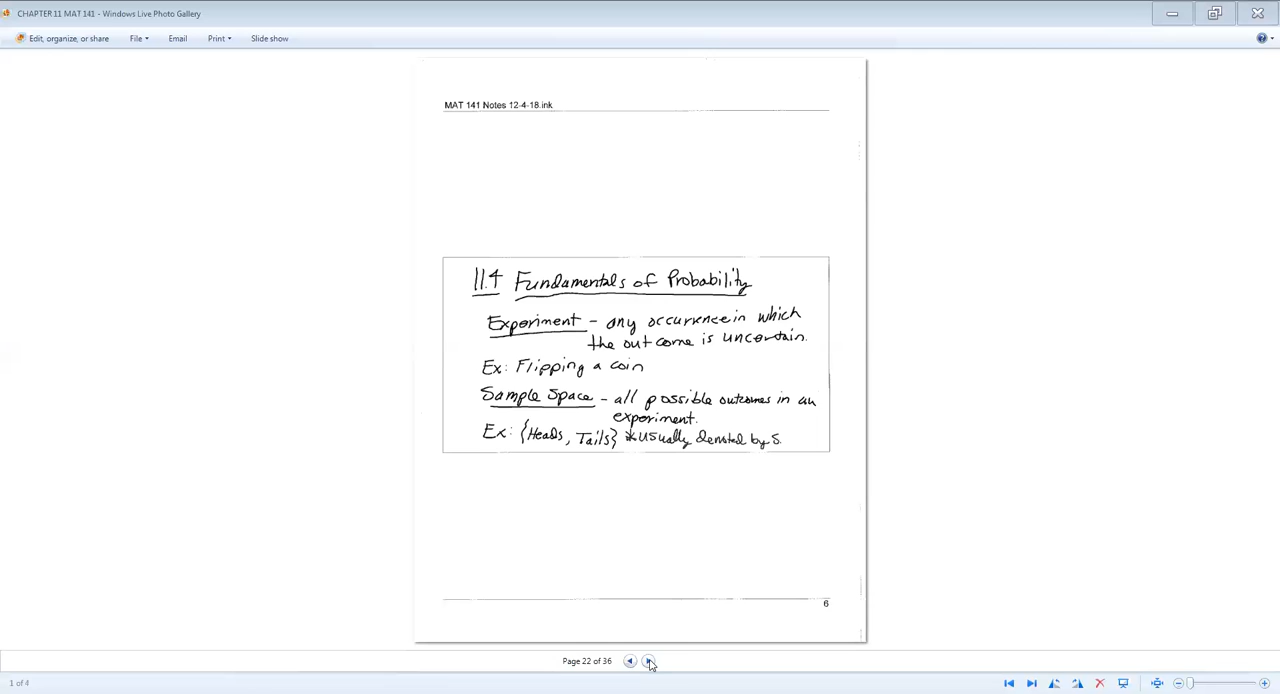 CHAPTER 11 MAT 141 - Windows Live Photo Gallery
Edit, organize, or share File Email Print Slide show
MAT 141 Notes 12-4-18.ink
11.4 Fundamentals of Probability
Experiment - any occurrence in which
the outcome is uncertain.
Ex: Flipping a coin
Sample Space - all possible outcomes in an
experiment.
Ex: {Heads, Tails} *usually denoted by S.
6
Page 22 of 36
1 of 4